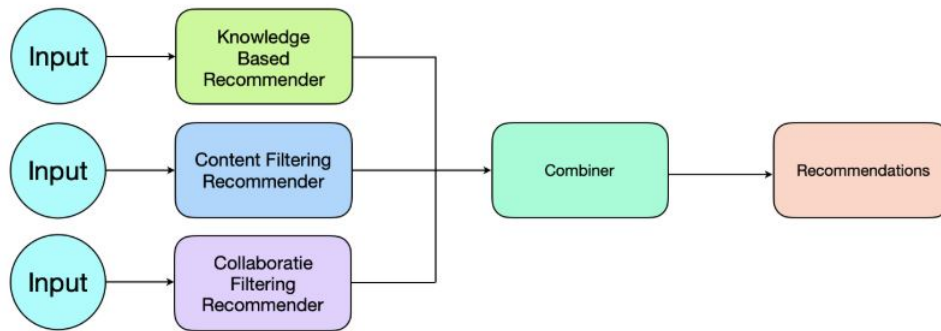 Input
Knowledge
Based
Recommender
Input
Content Filtering
Recommender
Combiner
Recommendations
Input
Collaboratie
Filtering
Recommender